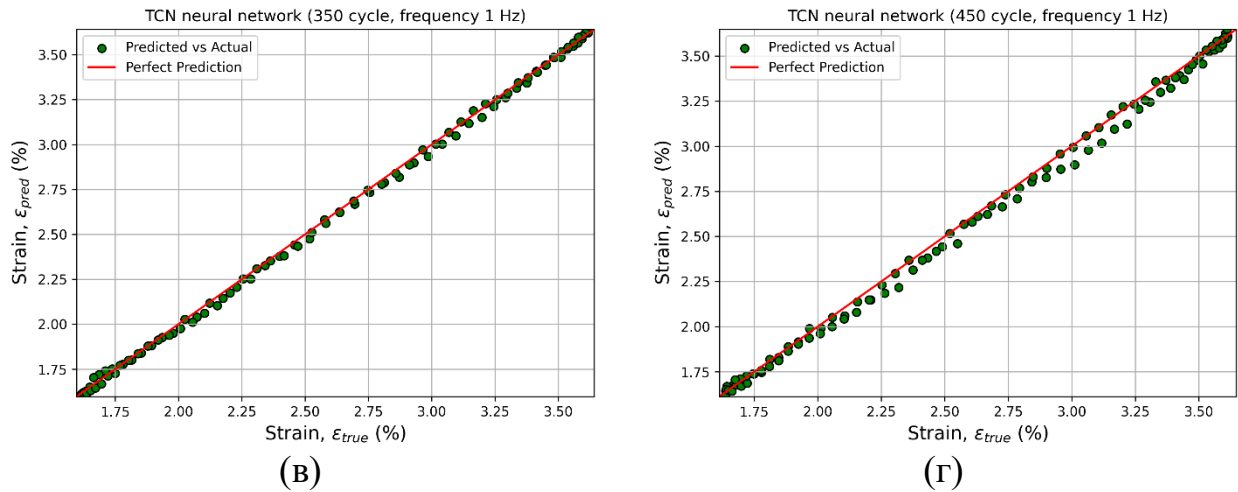 TCN neural network (350 cycle, frequency 1 Hz)
Predicted vs Actual
Perfect Prediction
3.50
3.25
3.00
2.75
2.50
2.25
2.00
1.75
Strain, ε_pred (%)
1.75 2.00 2.25 2.50 2.75 3.00 3.25 3.50
Strain, ε_true (%)
(в)
TCN neural network (450 cycle, frequency 1 Hz)
Predicted vs Actual
Perfect Prediction
3.50
3.25
3.00
2.75
2.50
2.25
2.00
1.75
Strain, ε_pred (%)
1.75 2.00 2.25 2.50 2.75 3.00 3.25 3.50
Strain, ε_true (%)
(г)